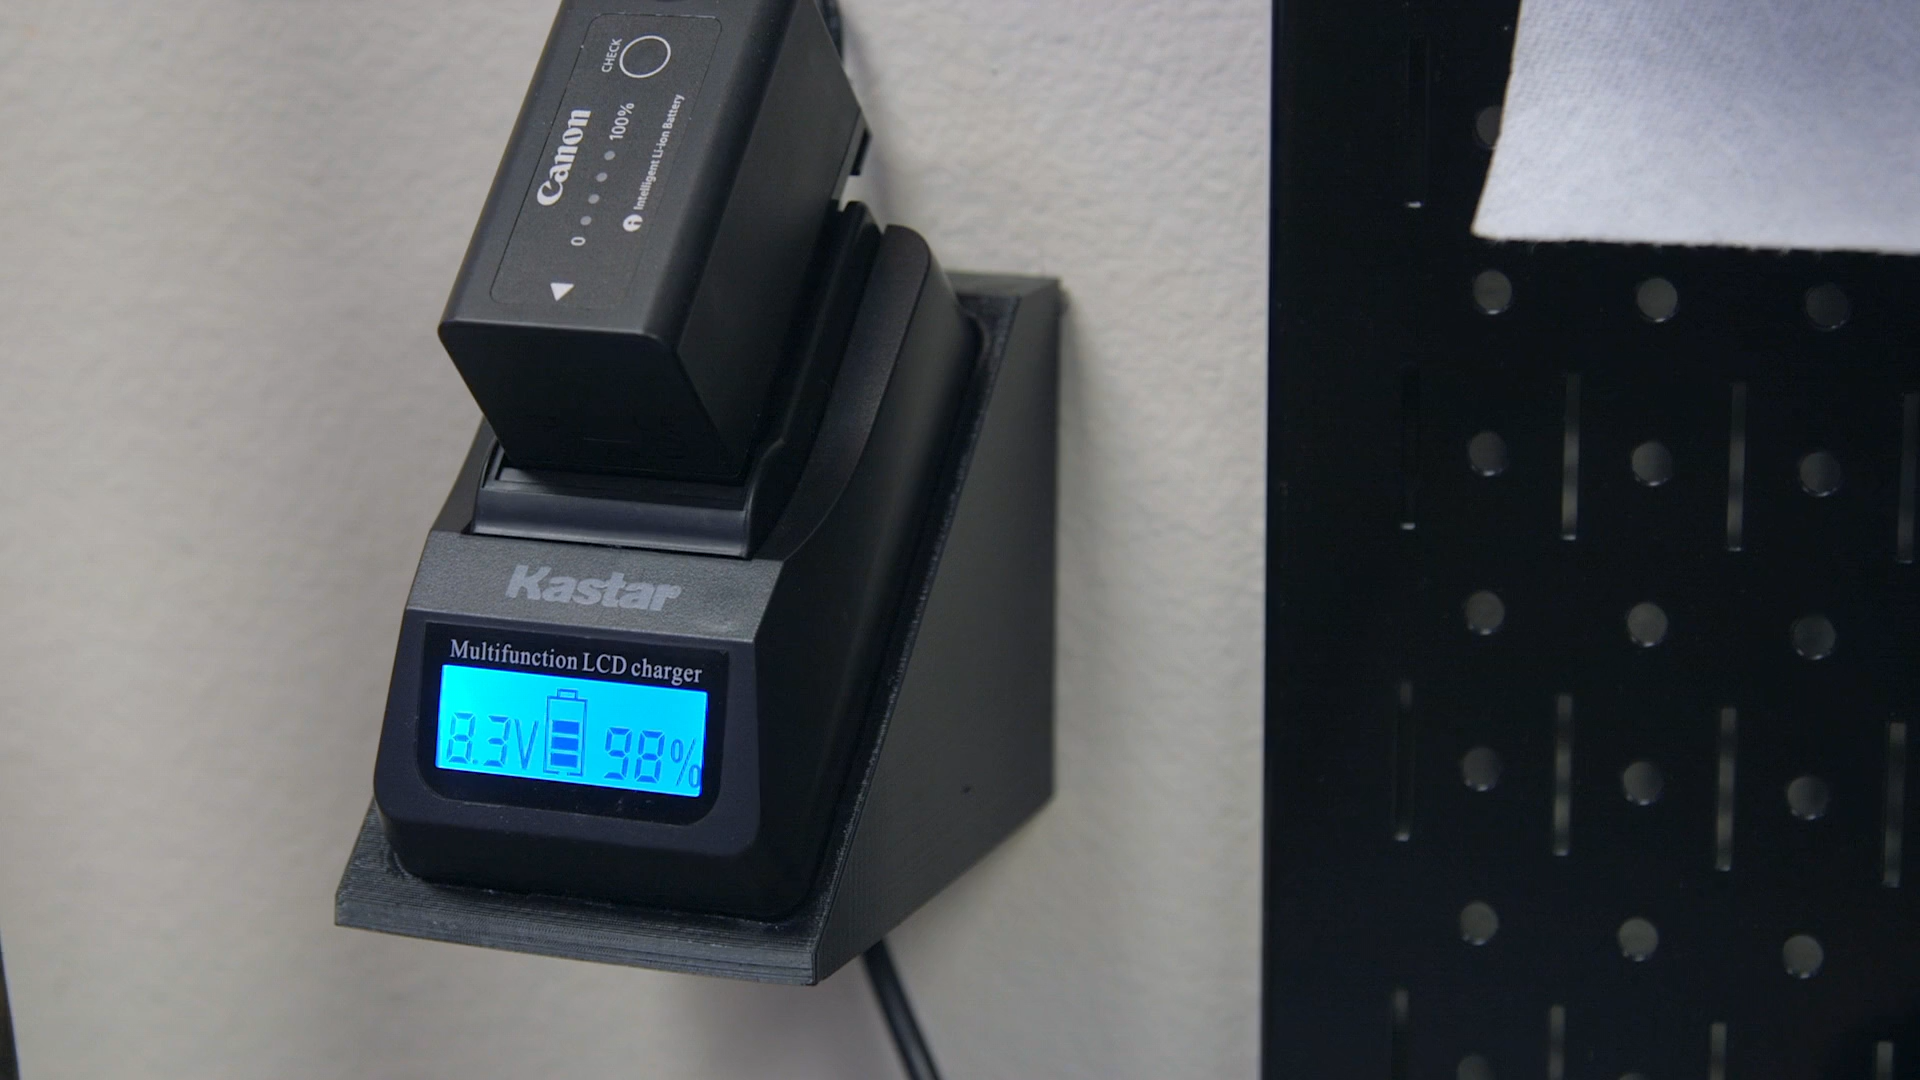 CHECK
Canon
0 100%
i Intelligent Li-ion Battery
Kastar
Multifunction LCD charger
8.3V 98%